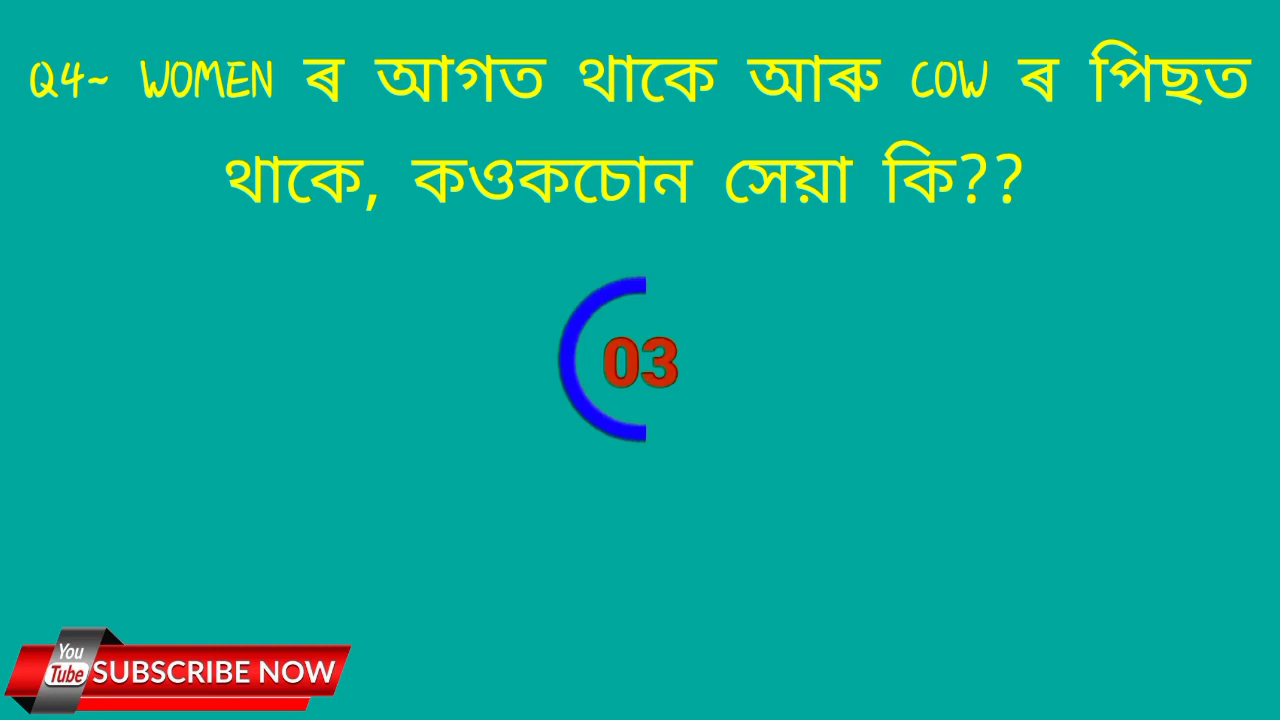 Q4~ WOMEN ৰ আগত থাকে আৰু COW ৰ পিছত
থাকে, কওকচোন সেয়া কি??
03
You
Tube
SUBSCRIBE NOW